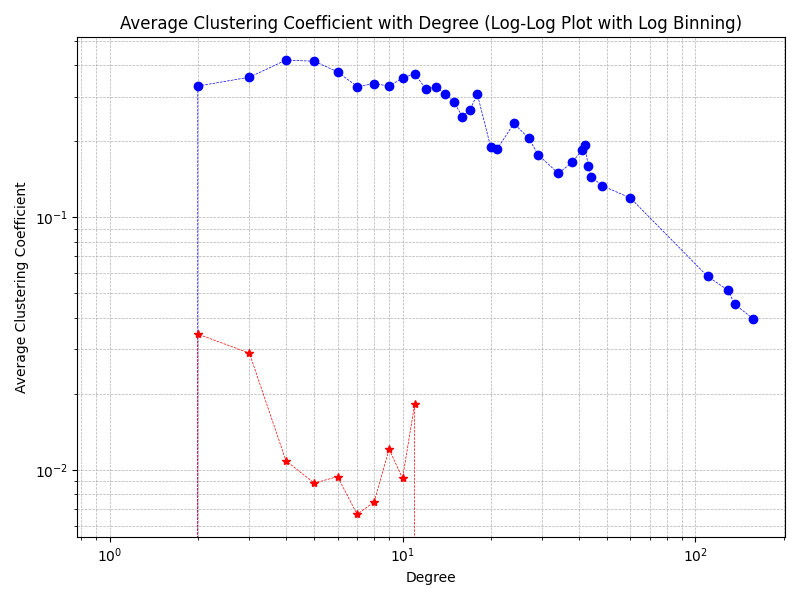 Average Clustering Coefficient with Degree (Log-Log Plot with Log Binning)
Average Clustering Coefficient
10⁻¹
10⁻²
10⁰
10¹
10²
Degree